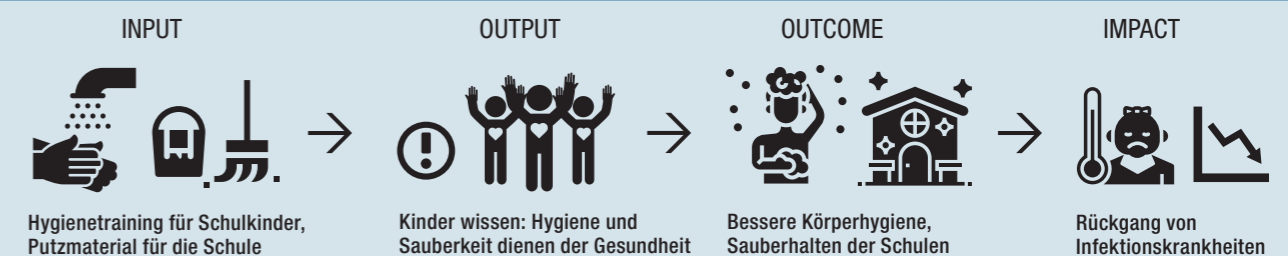 INPUT
Hygienetraining für Schulkinder,
Putzmaterial für die Schule
OUTPUT
Kinder wissen: Hygiene und
Sauberkeit dienen der Gesundheit
OUTCOME
Bessere Körperhygiene,
Sauberhalten der Schulen
IMPACT
Rückgang von
Infektionskrankheiten